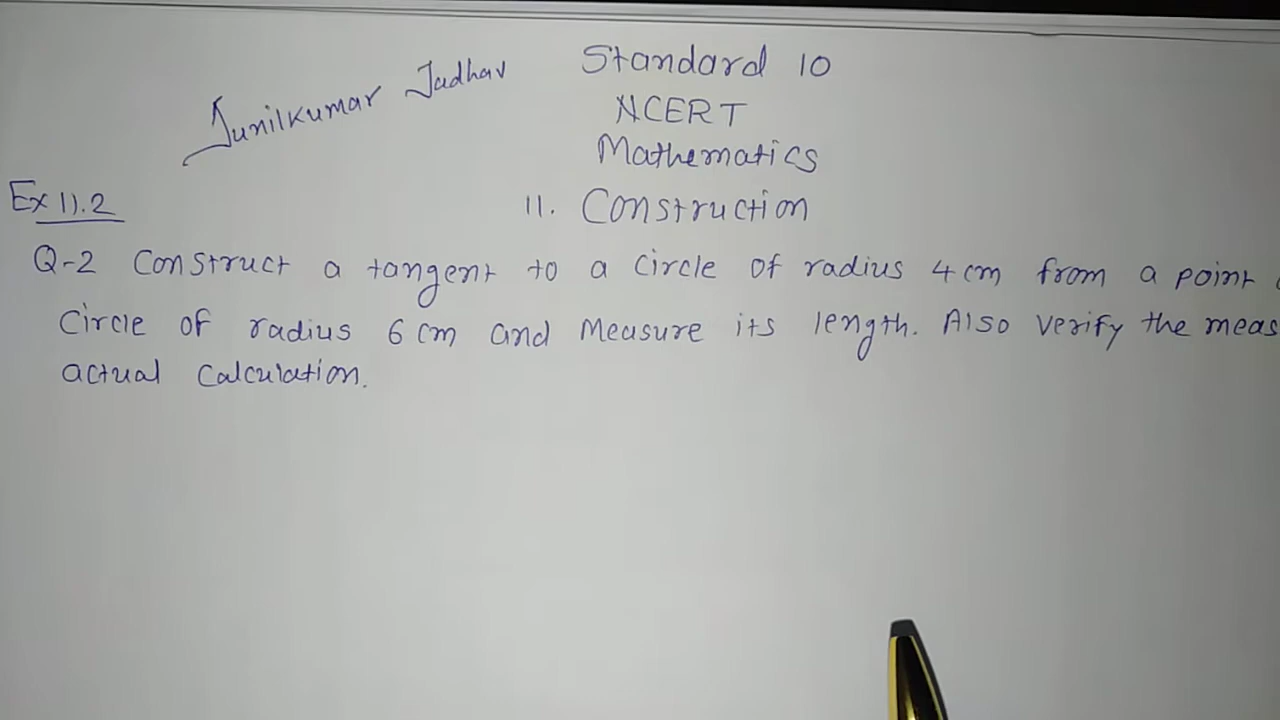 Sunilkumar Jadhav
Standard 10
NCERT
Mathematics
Ex 11.2
11. Construction
Q-2 Construct a tangent to a circle of radius 4 cm from a point
Circle of radius 6 cm and Measure its length. Also verify the meas
actual calculation.